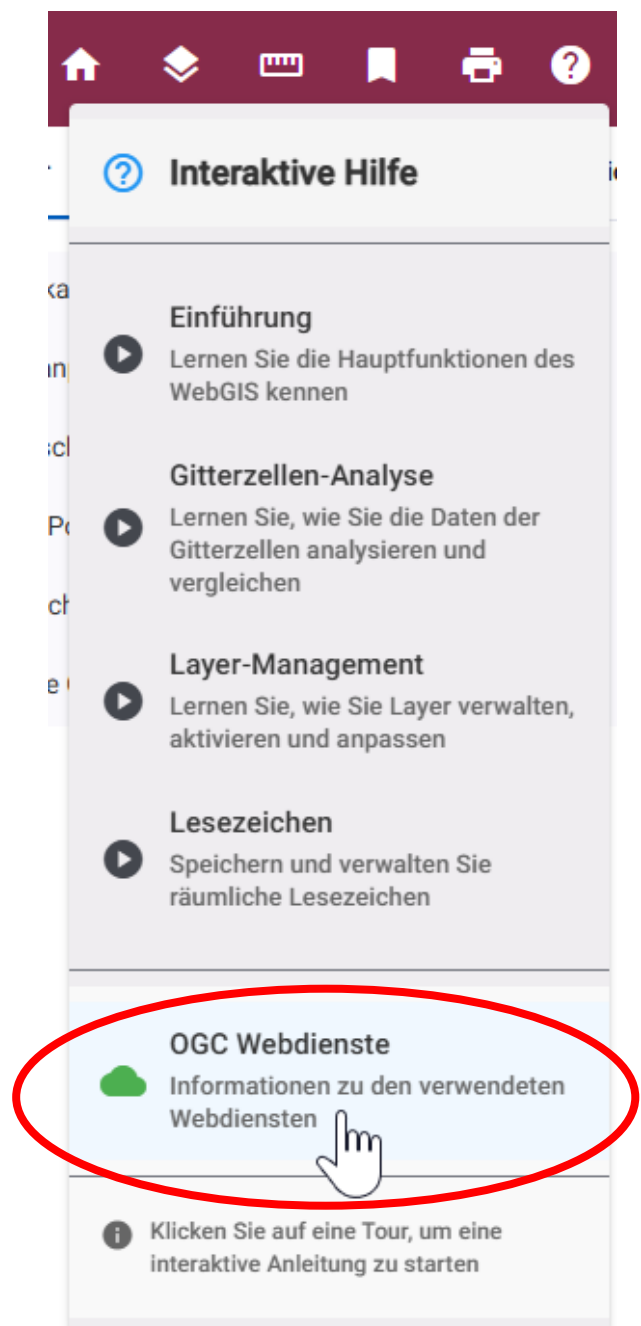 Interaktive Hilfe
Einführung
Lernen Sie die Hauptfunktionen des
WebGIS kennen
Gitterzellen-Analyse
Lernen Sie, wie Sie die Daten der
Gitterzellen analysieren und
vergleichen
Layer-Management
Lernen Sie, wie Sie Layer verwalten,
aktivieren und anpassen
Lesezeichen
Speichern und verwalten Sie
räumliche Lesezeichen
OGC Webdienste
Informationen zu den verwendeten
Webdiensten
Klicken Sie auf eine Tour, um eine
interaktive Anleitung zu starten